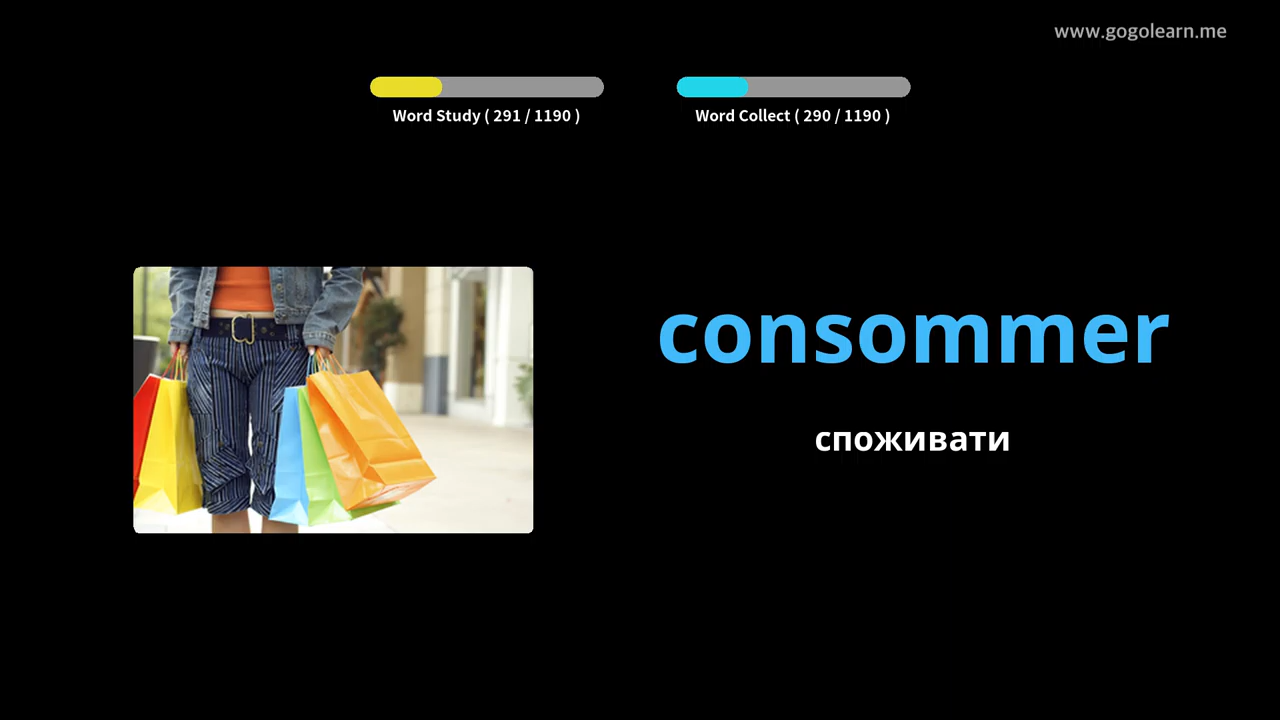 www.gogolearn.me
Word Study ( 291 / 1190 )
Word Collect ( 290 / 1190 )
consommer
споживати